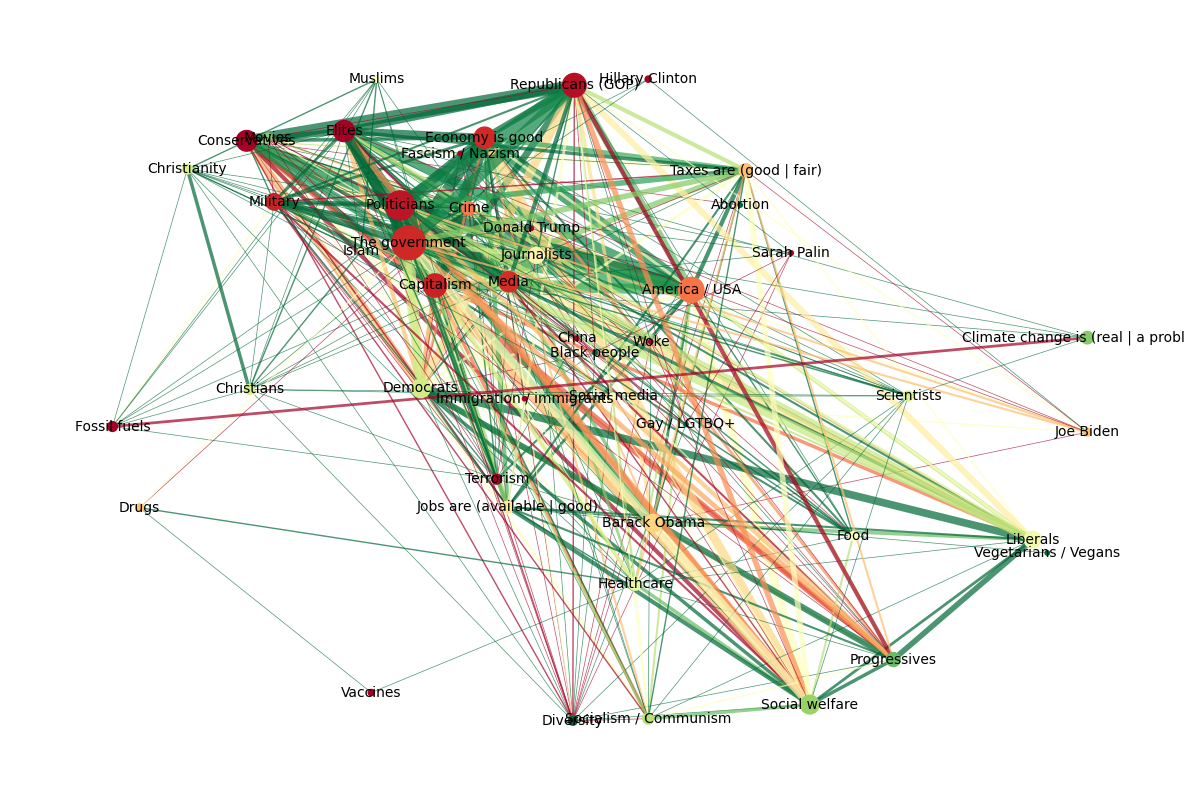 Muslims
Republicans (GOP)
Hillary Clinton
Elites
Conservatives
Movies
Economy is good
Fascism / Nazism
Christianity
Taxes are (good | fair)
Military
Politicians
Crime
Abortion
Donald Trump
The government
Islam
Journalists
Sarah Palin
Capitalism
Media
America / USA
China
Woke
Climate change is (real | a probl
Black people
Christians
Democrats
Immigration / immigrants
Social media
Scientists
Fossil fuels
Gay / LGTBQ+
Joe Biden
Terrorism
Drugs
Jobs are (available | good)
Barack Obama
Food
Liberals
Vegetarians / Vegans
Healthcare
Progressives
Vaccines
Social welfare
Diversity
Socialism / Communism